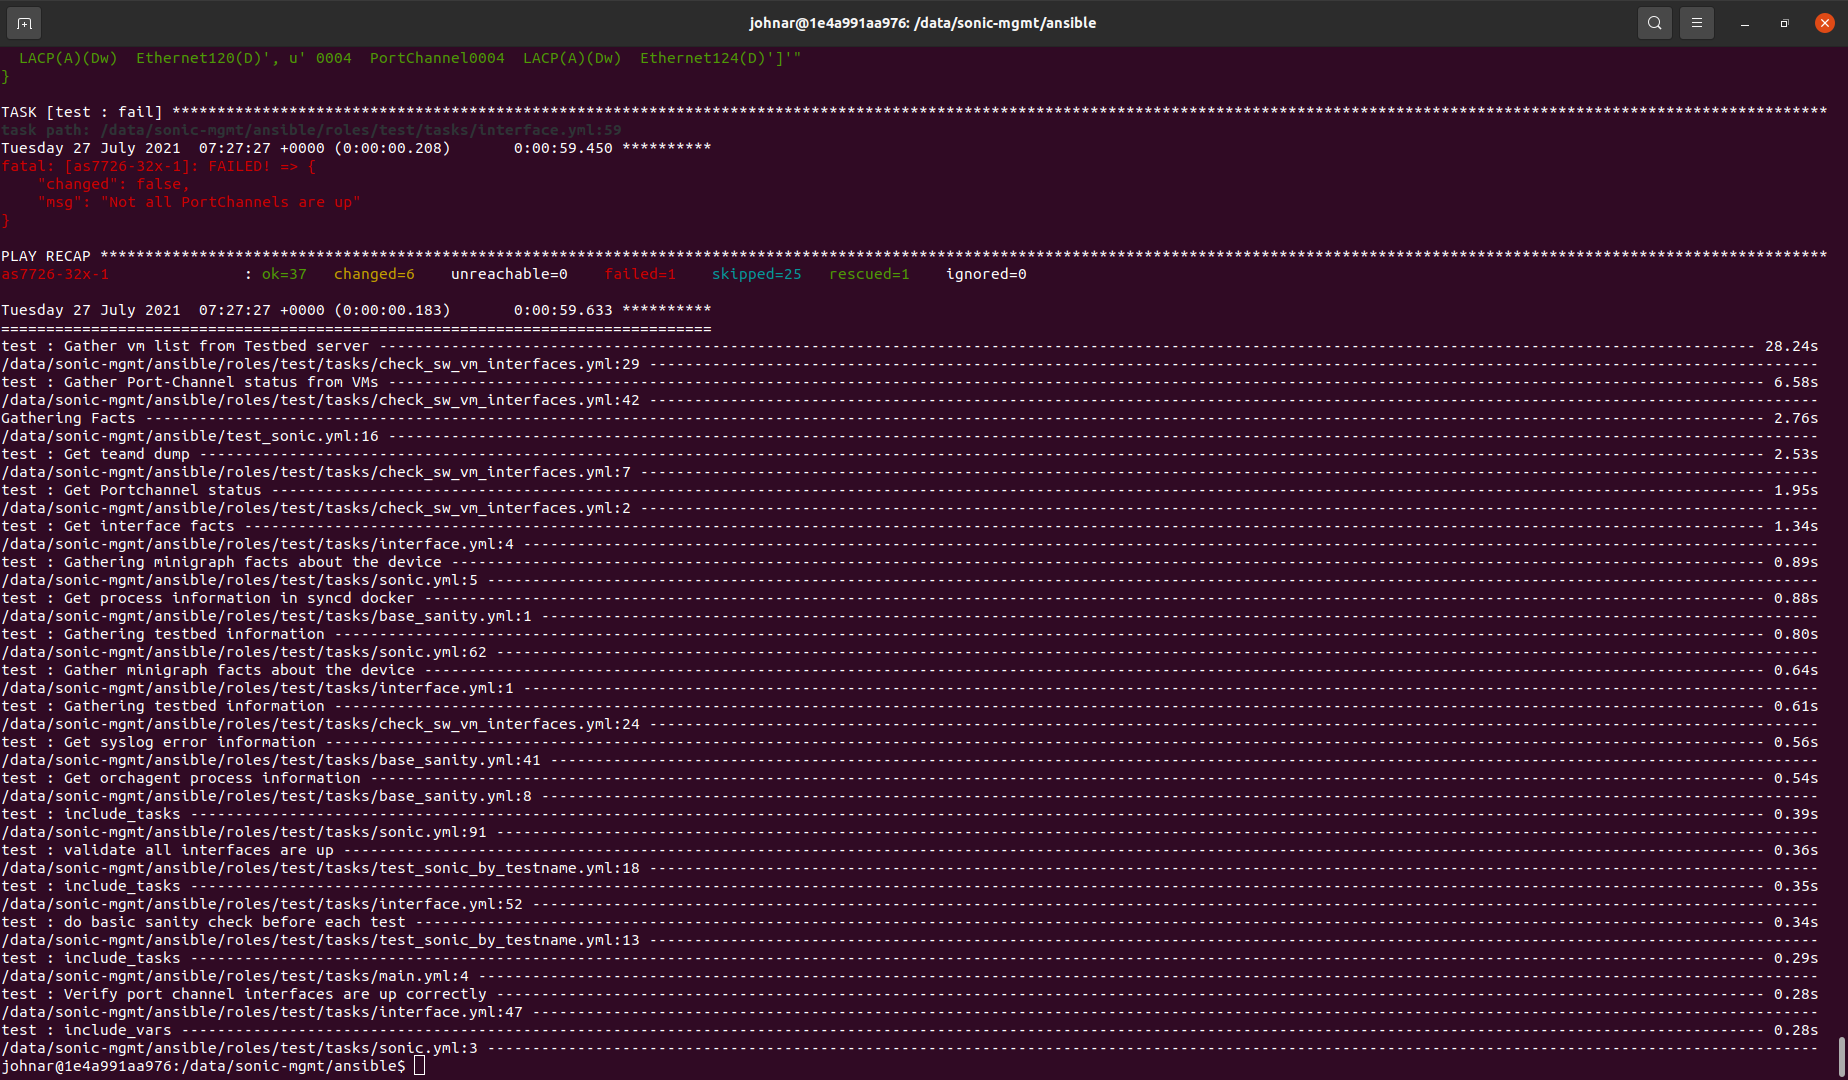 johnar@1e4a991aa976: /data/sonic-mgmt/ansible
LACP(A)(Dw)  Ethernet120(D)', u' 0004  PortChannel0004  LACP(A)(Dw)  Ethernet124(D)']'"
}
TASK [test : fail] ****************************************************************************************************************************************************************************************
task path: /data/sonic-mgmt/ansible/roles/test/tasks/interface.yml:59
Tuesday 27 July 2021  07:27:27 +0000 (0:00:00.208)       0:00:59.450 **********
fatal: [as7726-32x-1]: FAILED! => {
    "changed": false,
    "msg": "Not all PortChannels are up"
}
PLAY RECAP ************************************************************************************************************************************************************************************************
as7726-32x-1               : ok=37   changed=6    unreachable=0    failed=1    skipped=25   rescued=1    ignored=0
Tuesday 27 July 2021  07:27:27 +0000 (0:00:00.183)       0:00:59.633 **********
===============================================================================
test : Gather vm list from Testbed server ---------------------------------------- 28.24s
/data/sonic-mgmt/ansible/roles/test/tasks/check_sw_vm_interfaces.yml:29 ----------------------------------------
test : Gather Port-Channel status from VMs ---------------------------------------- 6.58s
/data/sonic-mgmt/ansible/roles/test/tasks/check_sw_vm_interfaces.yml:42 ----------------------------------------
Gathering Facts ---------------------------------------- 2.76s
/data/sonic-mgmt/ansible/test_sonic.yml:16 ----------------------------------------
test : Get teamd dump ---------------------------------------- 2.53s
/data/sonic-mgmt/ansible/roles/test/tasks/check_sw_vm_interfaces.yml:7 ----------------------------------------
test : Get Portchannel status ---------------------------------------- 1.95s
/data/sonic-mgmt/ansible/roles/test/tasks/check_sw_vm_interfaces.yml:2 ----------------------------------------
test : Get interface facts ---------------------------------------- 1.34s
/data/sonic-mgmt/ansible/roles/test/tasks/interface.yml:4 ----------------------------------------
test : Gathering minigraph facts about the device ---------------------------------------- 0.89s
/data/sonic-mgmt/ansible/roles/test/tasks/sonic.yml:5 ----------------------------------------
test : Get process information in syncd docker ---------------------------------------- 0.88s
/data/sonic-mgmt/ansible/roles/test/tasks/base_sanity.yml:1 ----------------------------------------
test : Gathering testbed information ---------------------------------------- 0.80s
/data/sonic-mgmt/ansible/roles/test/tasks/sonic.yml:62 ----------------------------------------
test : Gather minigraph facts about the device ---------------------------------------- 0.64s
/data/sonic-mgmt/ansible/roles/test/tasks/interface.yml:1 ----------------------------------------
test : Gathering testbed information ---------------------------------------- 0.61s
/data/sonic-mgmt/ansible/roles/test/tasks/check_sw_vm_interfaces.yml:24 ----------------------------------------
test : Get syslog error information ---------------------------------------- 0.56s
/data/sonic-mgmt/ansible/roles/test/tasks/base_sanity.yml:41 ----------------------------------------
test : Get orchagent process information ---------------------------------------- 0.54s
/data/sonic-mgmt/ansible/roles/test/tasks/base_sanity.yml:8 ----------------------------------------
test : include_tasks ---------------------------------------- 0.39s
/data/sonic-mgmt/ansible/roles/test/tasks/sonic.yml:91 ----------------------------------------
test : validate all interfaces are up ---------------------------------------- 0.36s
/data/sonic-mgmt/ansible/roles/test/tasks/test_sonic_by_testname.yml:18 ----------------------------------------
test : include_tasks ---------------------------------------- 0.35s
/data/sonic-mgmt/ansible/roles/test/tasks/interface.yml:52 ----------------------------------------
test : do basic sanity check before each test ---------------------------------------- 0.34s
/data/sonic-mgmt/ansible/roles/test/tasks/test_sonic_by_testname.yml:13 ----------------------------------------
test : include_tasks ---------------------------------------- 0.29s
/data/sonic-mgmt/ansible/roles/test/tasks/main.yml:4 ----------------------------------------
test : Verify port channel interfaces are up correctly ---------------------------------------- 0.28s
/data/sonic-mgmt/ansible/roles/test/tasks/interface.yml:47 ----------------------------------------
test : include_vars ---------------------------------------- 0.28s
/data/sonic-mgmt/ansible/roles/test/tasks/sonic.yml:3 ----------------------------------------
johnar@1e4a991aa976:/data/sonic-mgmt/ansible$